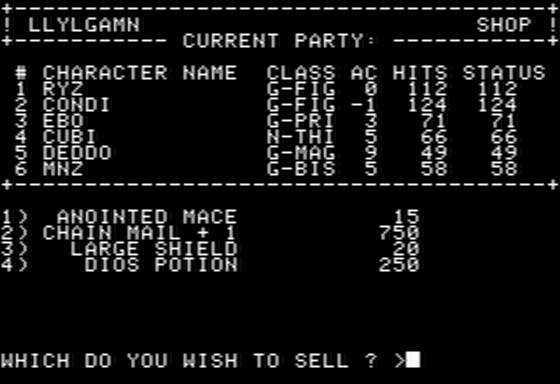 ! LLYLGAMN SHOP !
CURRENT PARTY:
# CHARACTER NAME CLASS AC HITS STATUS
1 RYZ G-FIG 0 112 112
2 CONDI G-FIG -1 124 124
3 EBO G-PRI 3 71 71
4 CUBI N-THI 5 66 66
5 DEDDO G-MAG 9 49 49
6 MNZ G-BIS 5 58 58
1) ANOINTED MACE 15
2) CHAIN MAIL + 1 750
3) LARGE SHIELD 20
4) DIOS POTION 250
WHICH DO YOU WISH TO SELL ? >